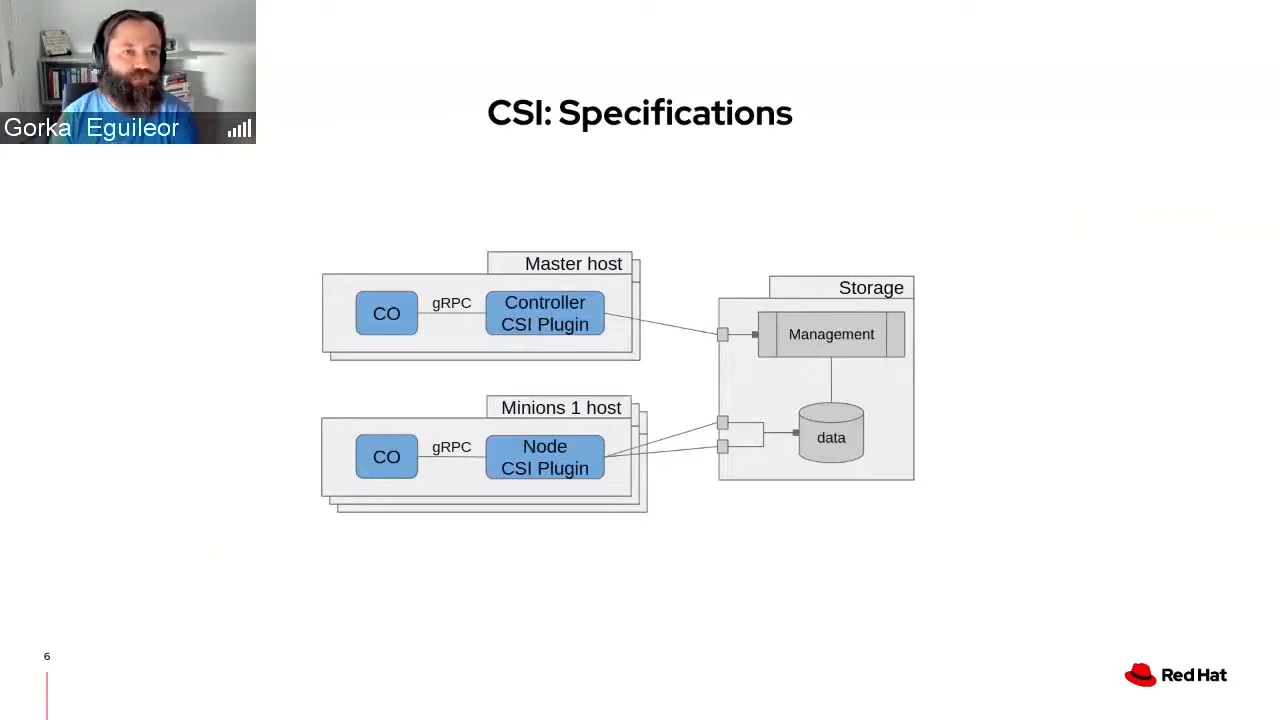 Gorka Eguileor
CSI: Specifications
Master host
CO
gRPC
Controller
CSI Plugin
Minions 1 host
CO
gRPC
Node
CSI Plugin
Storage
Management
data
6
Red Hat